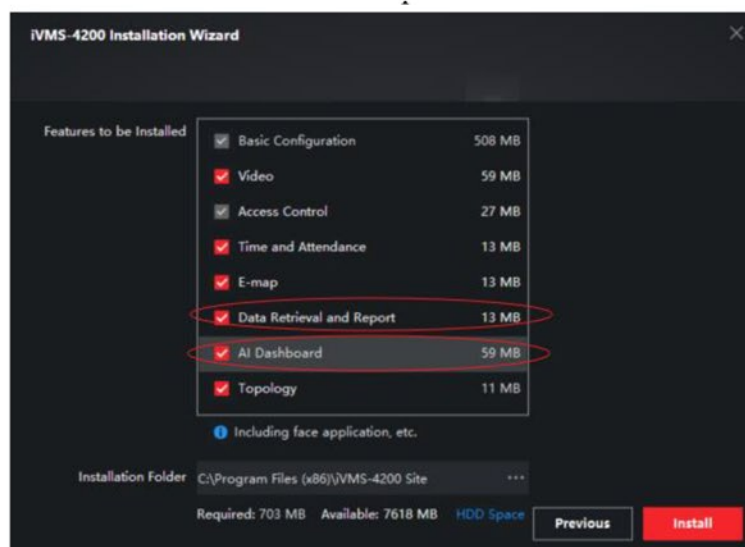 iVMS-4200 Installation Wizard
Features to be Installed
Basic Configuration 508 MB
Video 59 MB
Access Control 27 MB
Time and Attendance 13 MB
E-map 13 MB
Data Retrieval and Report 13 MB
AI Dashboard 59 MB
Topology 11 MB
Including face application, etc.
Installation Folder C:\Program Files (x86)\iVMS-4200 Site ...
Required: 703 MB Available: 7618 MB HDD Space
Previous Install